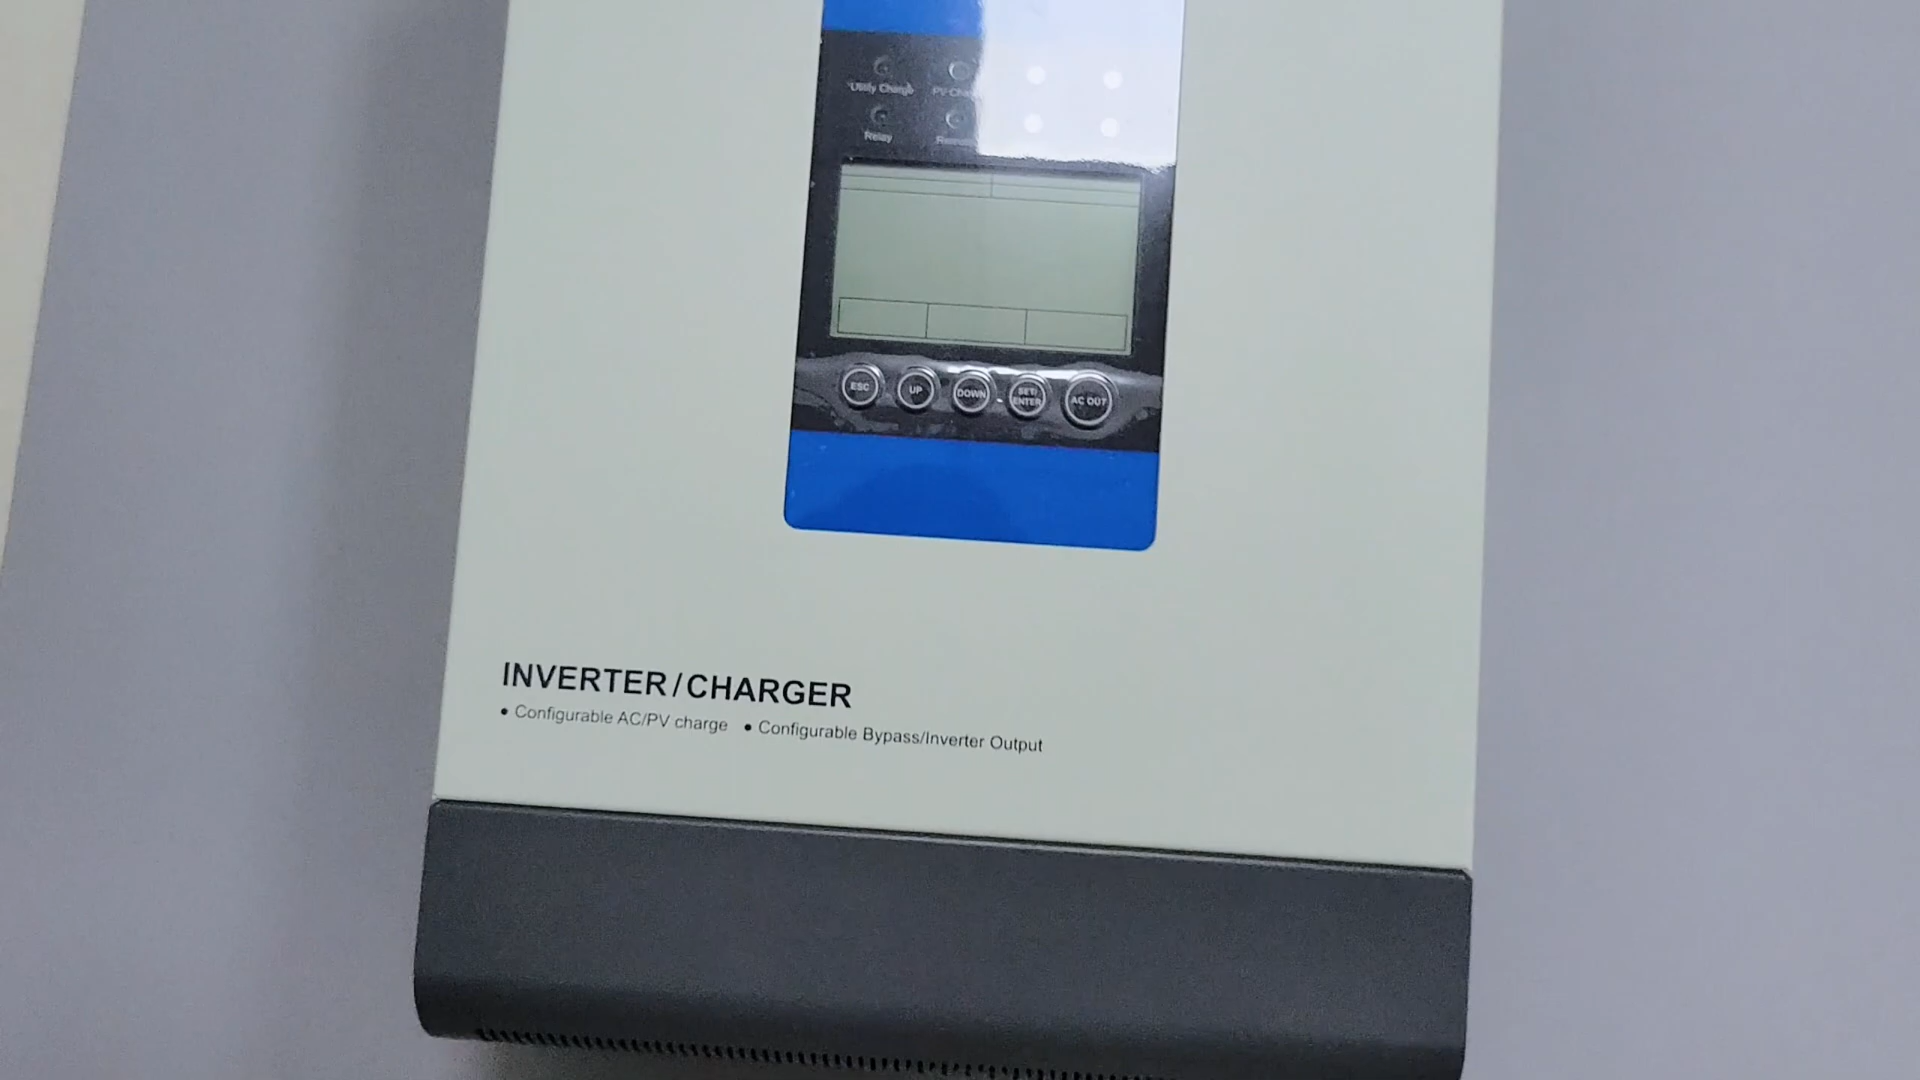 Utility Charge
Relay
ESC UP DOWN SET/ENTER AC OUT
INVERTER/CHARGER
• Configurable AC/PV charge • Configurable Bypass/Inverter Output